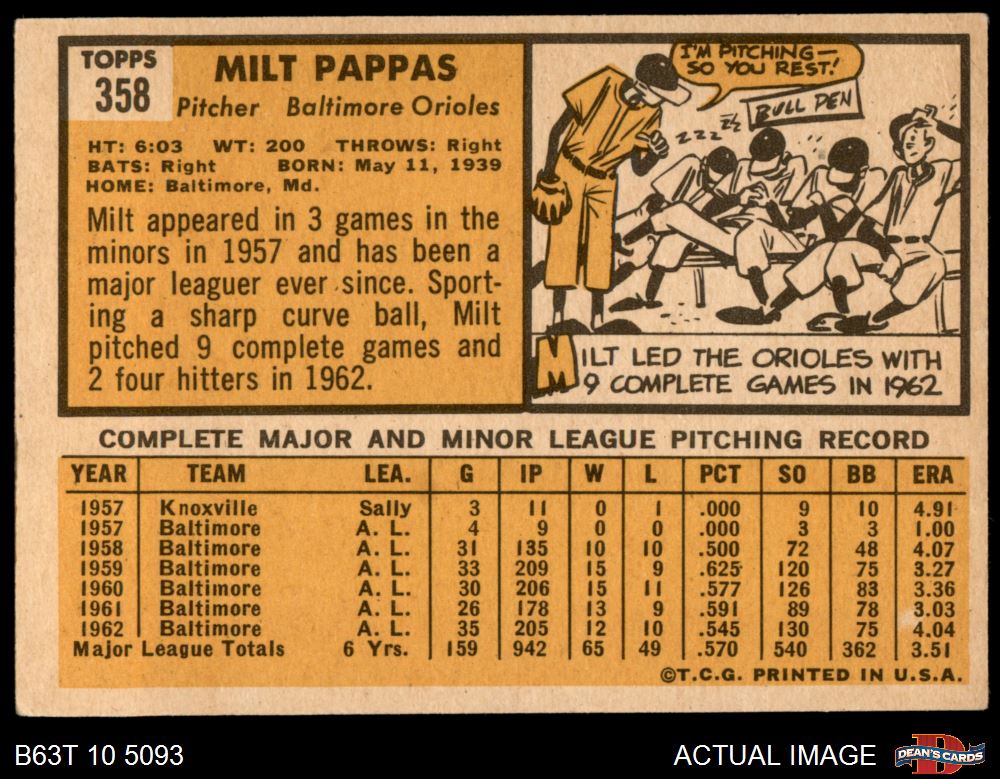 TOPPS
358
MILT PAPPAS
Pitcher Baltimore Orioles
HT: 6:03 WT: 200 THROWS: Right
BATS: Right BORN: May 11, 1939
HOME: Baltimore, Md.
Milt appeared in 3 games in the
minors in 1957 and has been a
major leaguer ever since. Sport-
ing a sharp curve ball, Milt
pitched 9 complete games and
2 four hitters in 1962.
I'M PITCHING—
SO YOU REST!
BULL PEN
ZZZZZ
MILT LED THE ORIOLES WITH
9 COMPLETE GAMES IN 1962
COMPLETE MAJOR AND MINOR LEAGUE PITCHING RECORD
YEAR TEAM LEA. G IP W L PCT SO BB ERA
1957 Knoxville Sally 3 11 0 1 .000 9 10 4.91
1957 Baltimore A. L. 4 9 0 0 .000 3 3 1.00
1958 Baltimore A. L. 31 135 10 10 .500 72 48 4.07
1959 Baltimore A. L. 33 209 15 9 .625 120 75 3.27
1960 Baltimore A. L. 30 206 15 11 .577 126 83 3.36
1961 Baltimore A. L. 26 178 13 9 .591 89 78 3.03
1962 Baltimore A. L. 35 205 12 10 .545 130 75 4.04
Major League Totals 6 Yrs. 159 942 65 49 .570 540 362 3.51
©T.C.G. PRINTED IN U.S.A.
B63T 10 5093
ACTUAL IMAGE
DEAN'S CARDS